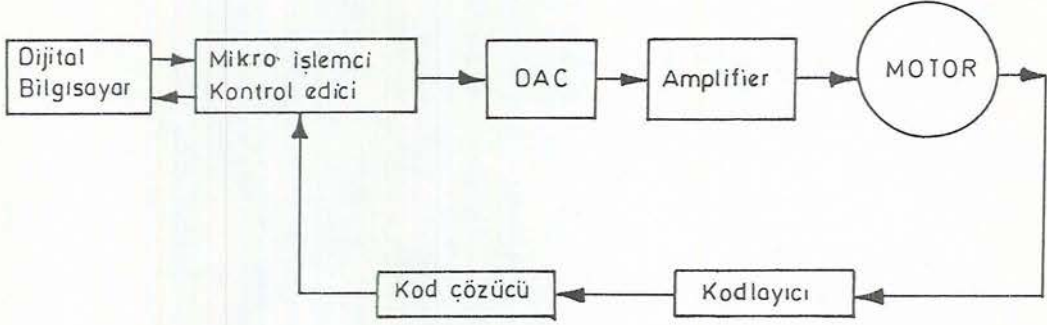 Dijital
Bilgisayar
Mikro işlemci
Kontrol edici
DAC
Amplifier
MOTOR
Kod çözücü
Kodlayıcı